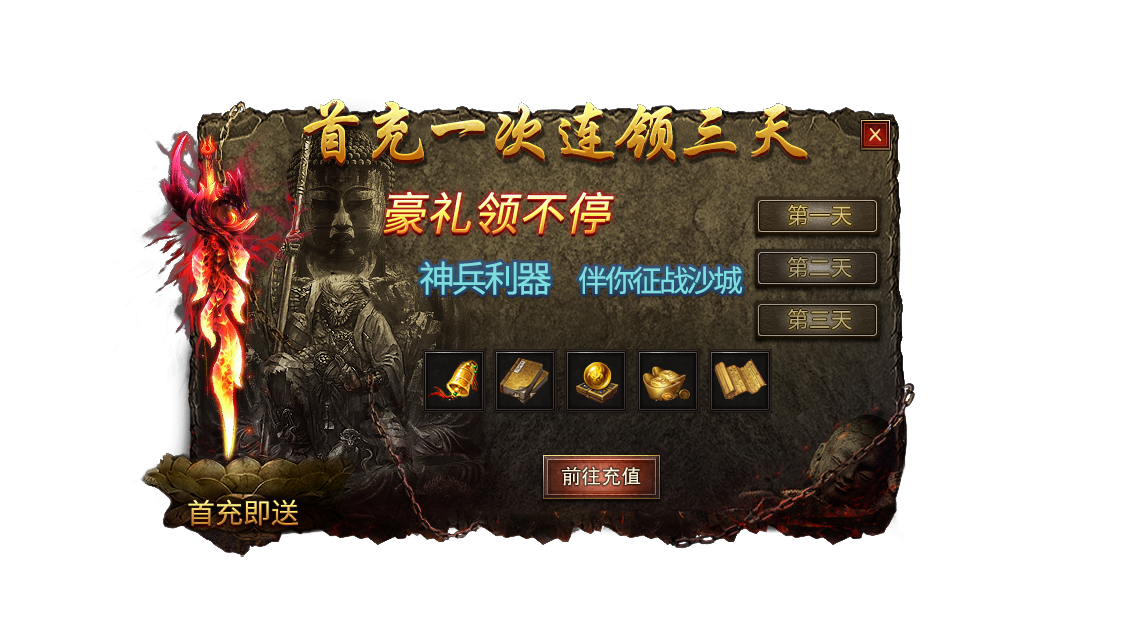 首充一次连领三天
豪礼领不停
神兵利器 伴你征战沙城
第一天
第二天
第三天
前往充值
首充即送